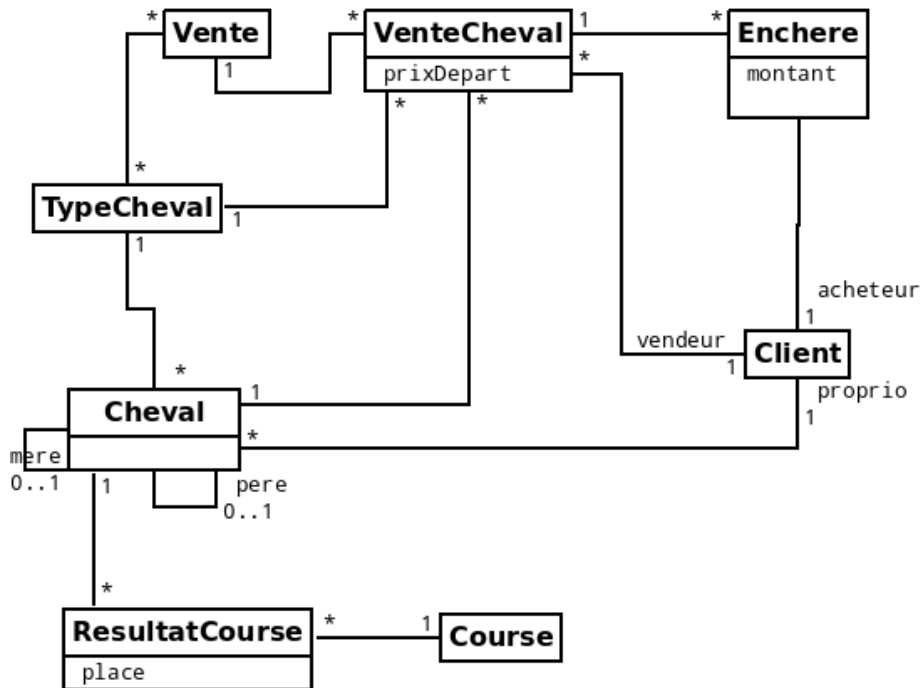 * Vente * VenteCheval 1 * Enchere
1 prixDepart * montant
* *
*
TypeCheval 1
1
acheteur
1
vendeur
1 Client
* proprio
Cheval 1 1
*
mere
0..1 1 pere
0..1
*
ResultatCourse * 1 Course
place